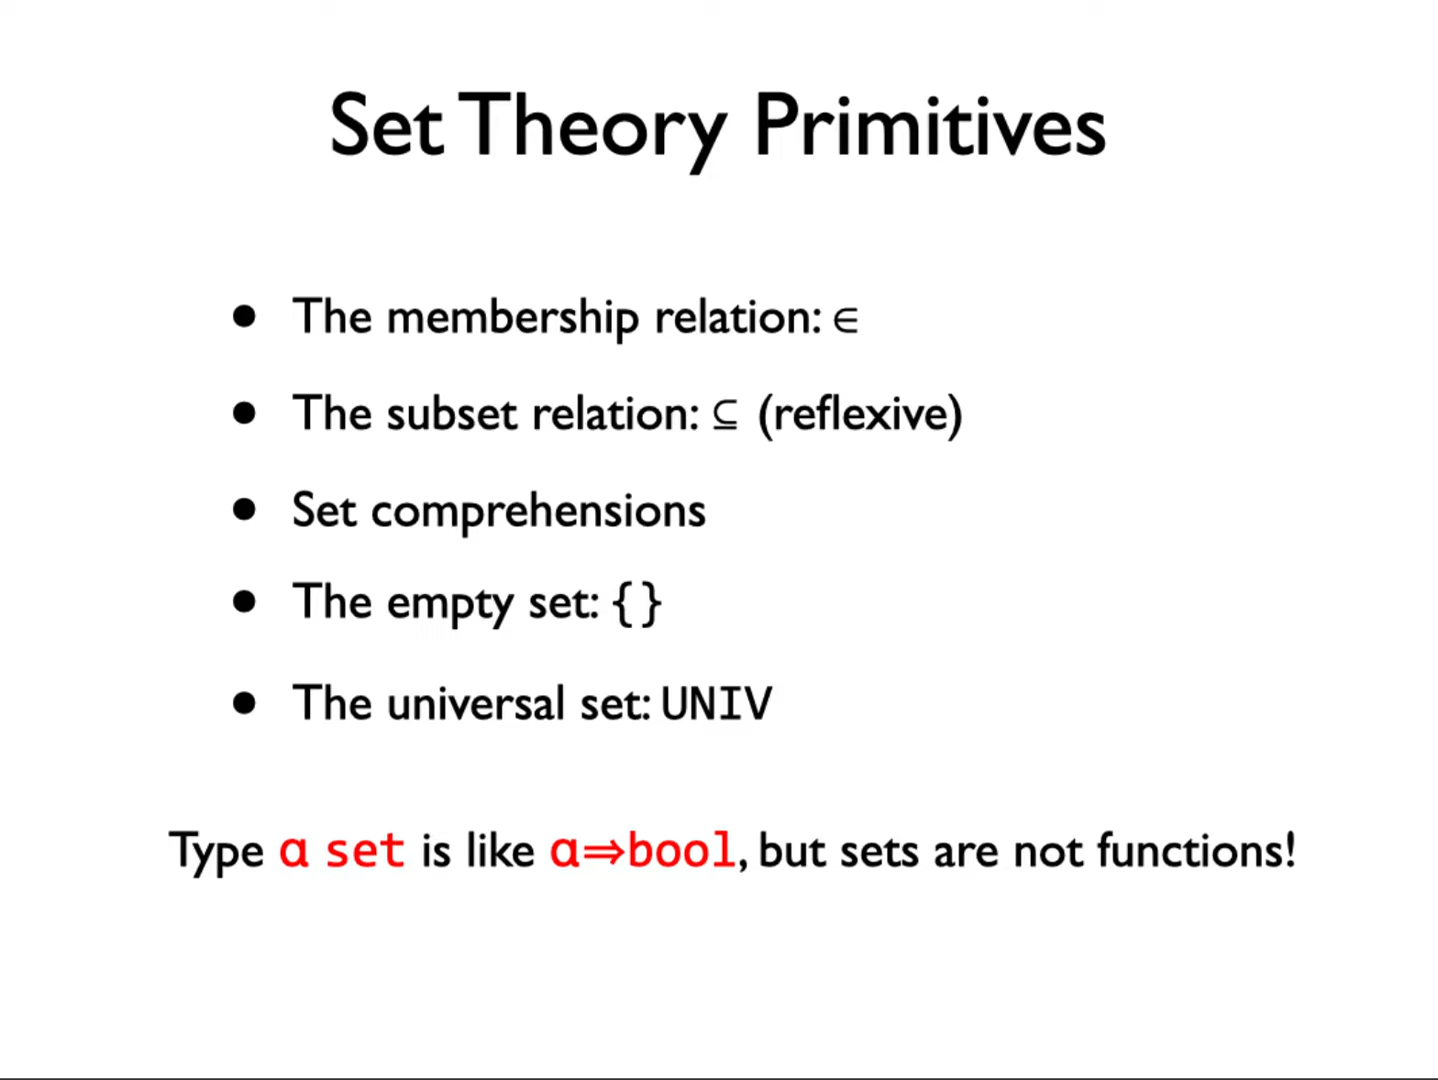 Set Theory Primitives
• The membership relation: ∈
• The subset relation: ⊆ (reflexive)
• Set comprehensions
• The empty set: {}
• The universal set: UNIV
Type α set is like α⇒bool, but sets are not functions!